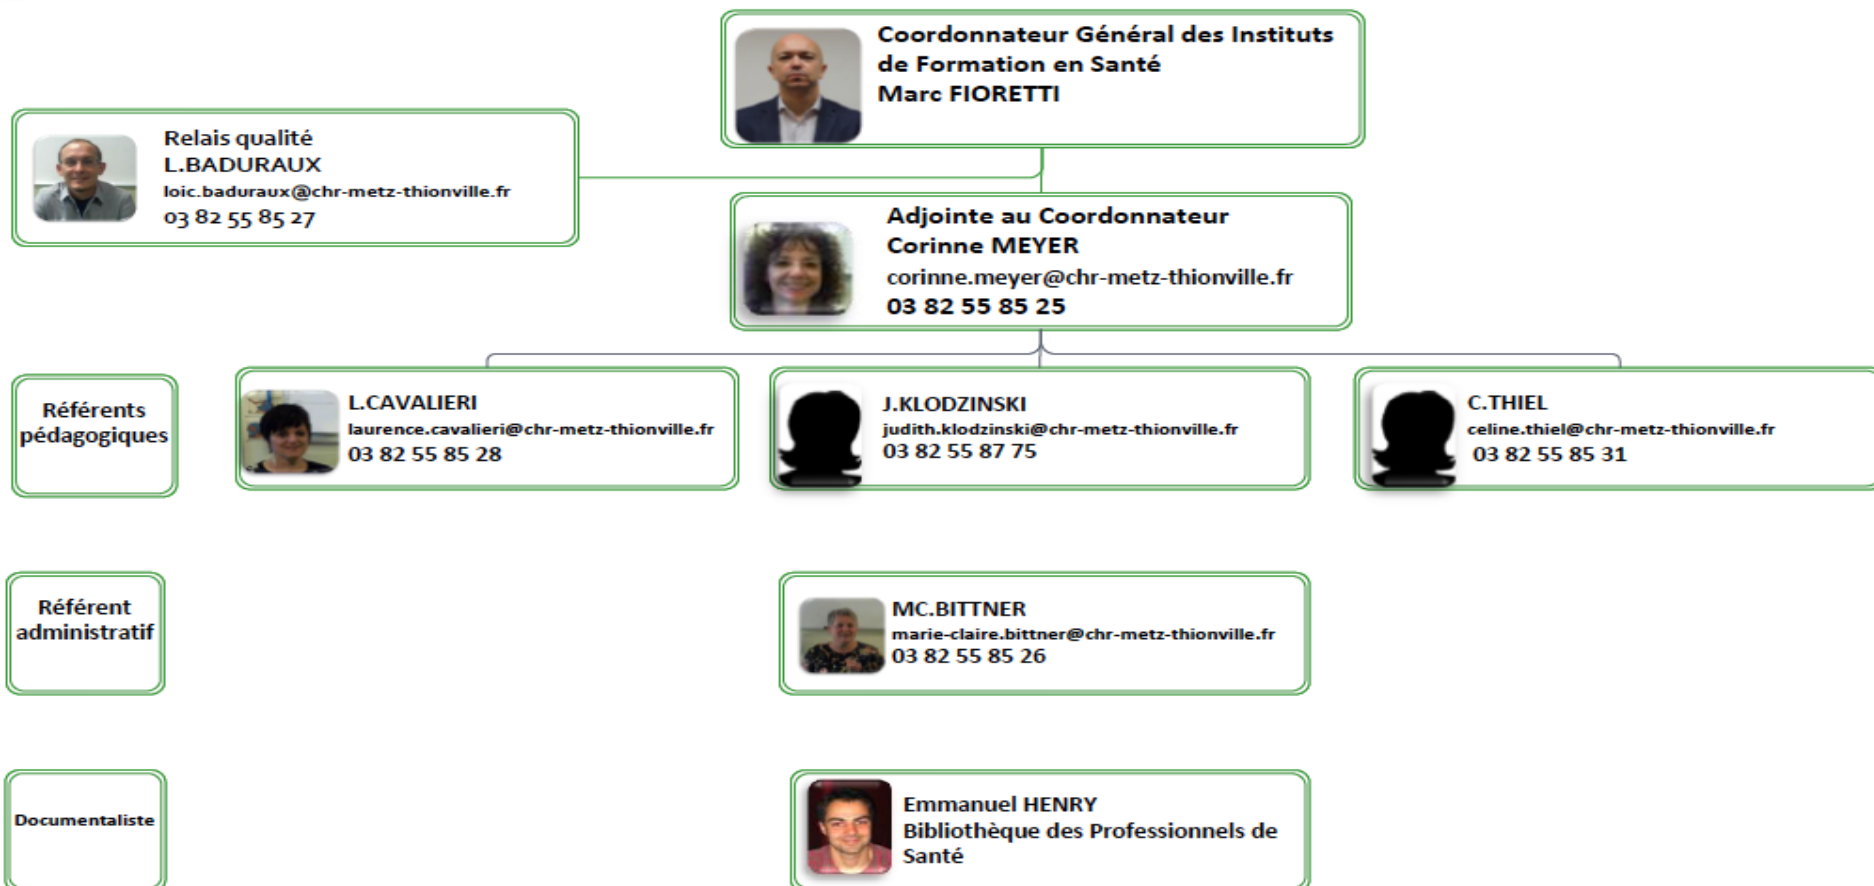 Coordonnateur Général des Instituts
de Formation en Santé
Marc FIORETTI
Relais qualité
L.BADURAUX
loic.baduraux@chr-metz-thionville.fr
03 82 55 85 27
Adjointe au Coordonnateur
Corinne MEYER
corinne.meyer@chr-metz-thionville.fr
03 82 55 85 25
Référents
pédagogiques
L.CAVALIERI
laurence.cavalieri@chr-metz-thionville.fr
03 82 55 85 28
J.KLODZINSKI
judith.klodzinski@chr-metz-thionville.fr
03 82 55 87 75
C.THIEL
celine.thiel@chr-metz-thionville.fr
03 82 55 85 31
Référent
administratif
MC.BITTNER
marie-claire.bittner@chr-metz-thionville.fr
03 82 55 85 26
Documentaliste
Emmanuel HENRY
Bibliothèque des Professionnels de
Santé